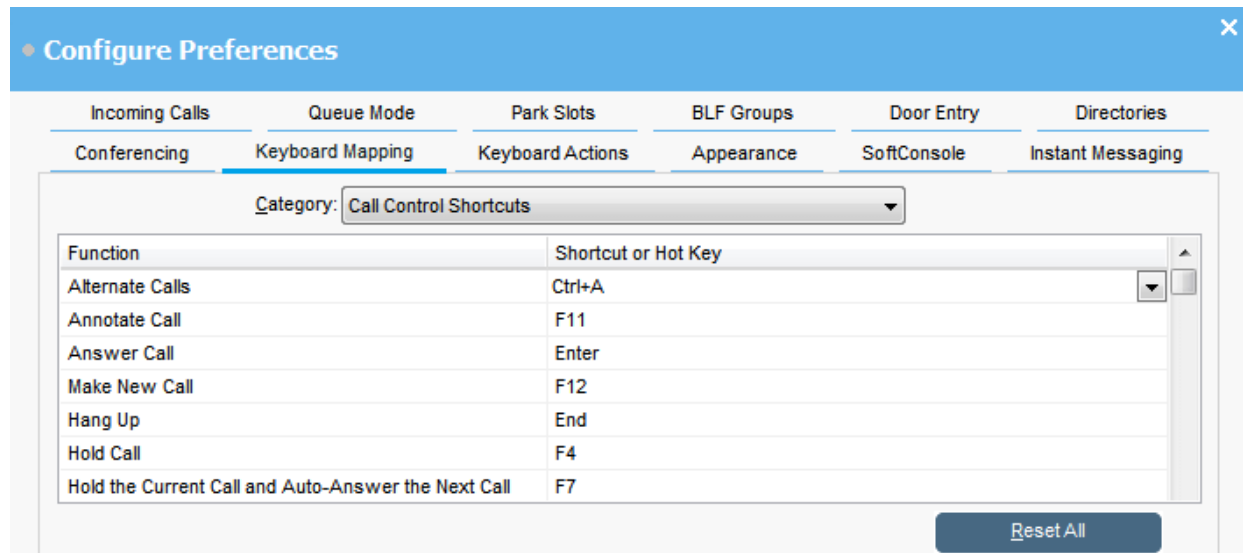 Configure Preferences
Incoming Calls Queue Mode Park Slots BLF Groups Door Entry Directories
Conferencing Keyboard Mapping Keyboard Actions Appearance SoftConsole Instant Messaging
Category: Call Control Shortcuts
Function Shortcut or Hot Key
Alternate Calls Ctrl+A
Annotate Call F11
Answer Call Enter
Make New Call F12
Hang Up End
Hold Call F4
Hold the Current Call and Auto-Answer the Next Call F7
Reset All